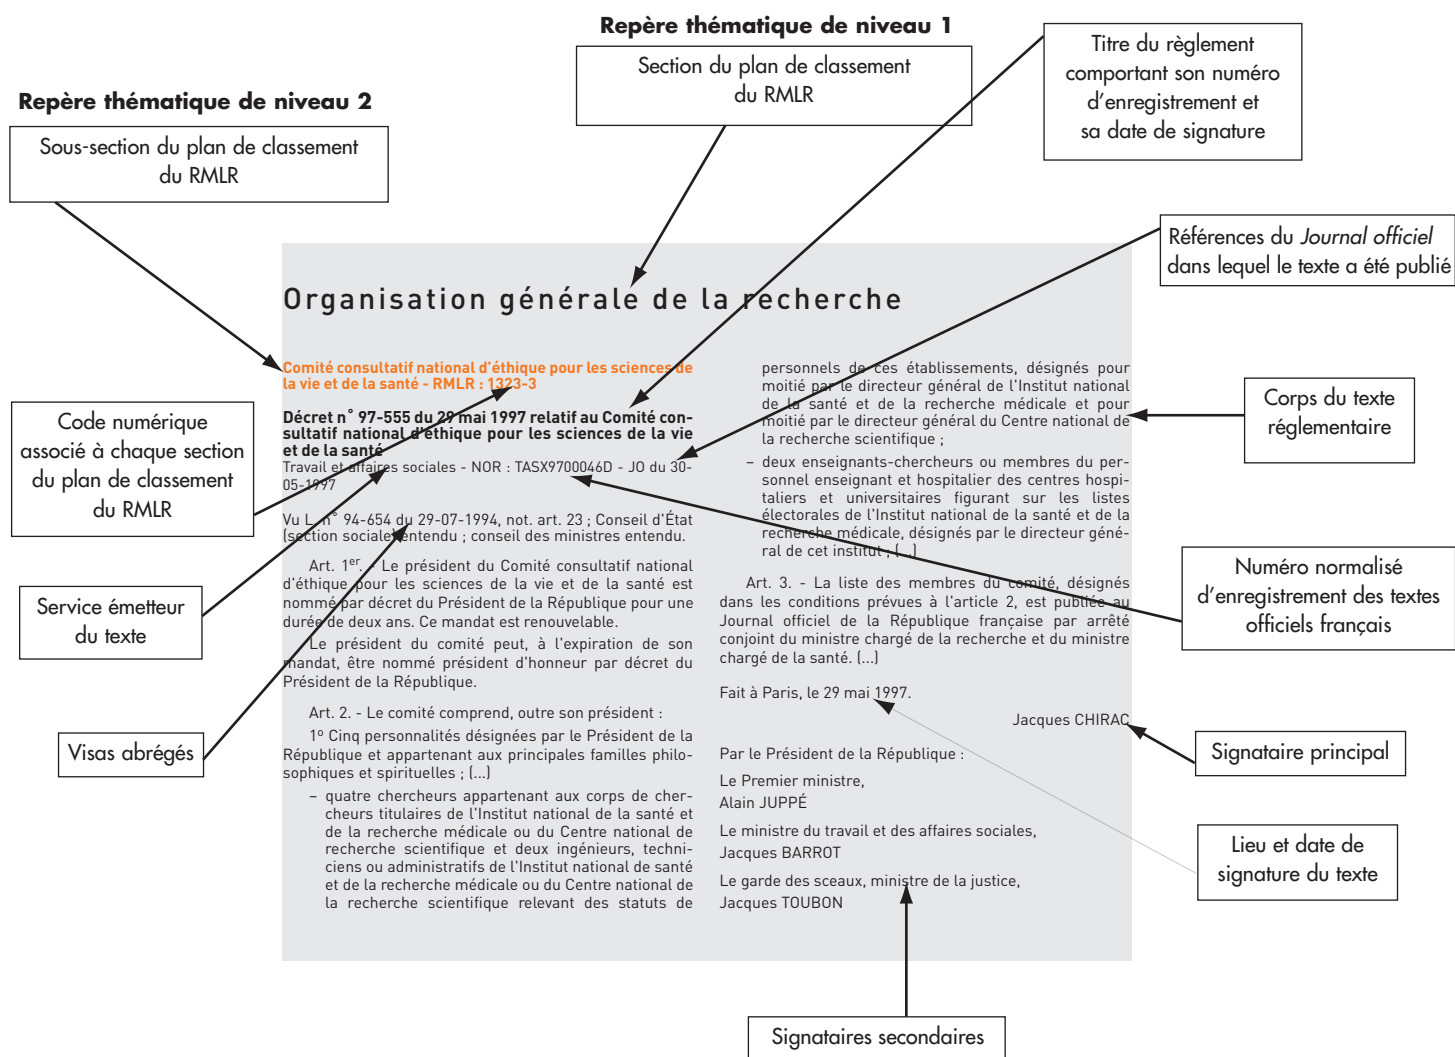 Repère thématique de niveau 1
Section du plan de classement
du RMLR
Titre du règlement
comportant son numéro
d'enregistrement et
sa date de signature
Repère thématique de niveau 2
Sous-section du plan de classement
du RMLR
Références du Journal officiel
dans lequel le texte a été publié
Organisation générale de la recherche
Comité consultatif national d'éthique pour les sciences de
la vie et de la santé - RMLR : 1323-3
Décret n° 97-555 du 29 mai 1997 relatif au Comité con-
sultatif national d'éthique pour les sciences de la vie
et de la santé
Travail et affaires sociales - NOR : TASX9700046D - JO du 30-
05-1997
Vu L. n° 94-654 du 29-07-1994, not. art. 23 ; Conseil d'État
(section sociale) entendu ; conseil des ministres entendu.
Art. 1er. - Le président du Comité consultatif national
d'éthique pour les sciences de la vie et de la santé est
nommé par décret du Président de la République pour une
durée de deux ans. Ce mandat est renouvelable.
Le président du comité peut, à l'expiration de son
mandat, être nommé président d'honneur par décret du
Président de la République.
Art. 2. - Le comité comprend, outre son président :
1º Cinq personnalités désignées par le Président de la
République et appartenant aux principales familles philo-
sophiques et spirituelles ; (...)
– quatre chercheurs appartenant aux corps de cher-
cheurs titulaires de l'Institut national de la santé et
de la recherche médicale ou du Centre national de
recherche scientifique et deux ingénieurs, techni-
ciens ou administratifs de l'Institut national de santé
et de la recherche médicale ou du Centre national de
la recherche scientifique relevant des statuts de
personnels de ces établissements, désignés pour
moitié par le directeur général de l'Institut national
de la santé et de la recherche médicale et pour
moitié par le directeur général du Centre national de
la recherche scientifique ;
– deux enseignants-chercheurs ou membres du per-
sonnel enseignant et hospitalier des centres hospi-
taliers et universitaires figurant sur les listes
électorales de l'Institut national de la santé et de la
recherche médicale, désignés par le directeur géné-
ral de cet institut ; (...)
Art. 3. - La liste des membres du comité, désignés
dans les conditions prévues à l'article 2, est publiée au
Journal officiel de la République française par arrêté
conjoint du ministre chargé de la recherche et du ministre
chargé de la santé. (...)
Fait à Paris, le 29 mai 1997.
Jacques CHIRAC
Par le Président de la République :
Le Premier ministre,
Alain JUPPÉ
Le ministre du travail et des affaires sociales,
Jacques BARROT
Le garde des sceaux, ministre de la justice,
Jacques TOUBON
Code numérique
associé à chaque section
du plan de classement
du RMLR
Service émetteur
du texte
Visas abrégés
Corps du texte
réglementaire
Numéro normalisé
d'enregistrement des textes
officiels français
Signataire principal
Lieu et date de
signature du texte
Signataires secondaires